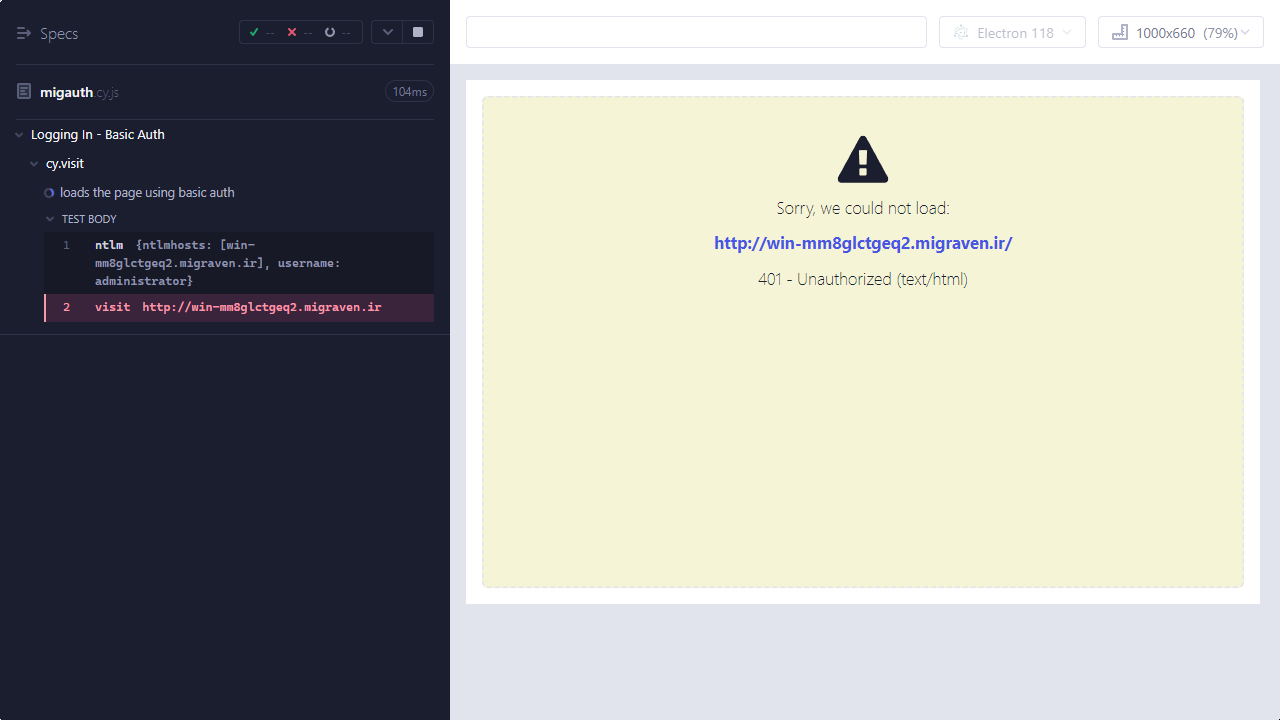 Specs
-- -- --
Electron 118
1000x660 (79%)
migauth.cy.js
104ms
Logging In - Basic Auth
cy.visit
loads the page using basic auth
TEST BODY
1 ntlm {ntlmhosts: [win-
mm8glctgeq2.migraven.ir], username:
administrator}
2 visit http://win-mm8glctgeq2.migraven.ir
Sorry, we could not load:
http://win-mm8glctgeq2.migraven.ir/
401 - Unauthorized (text/html)